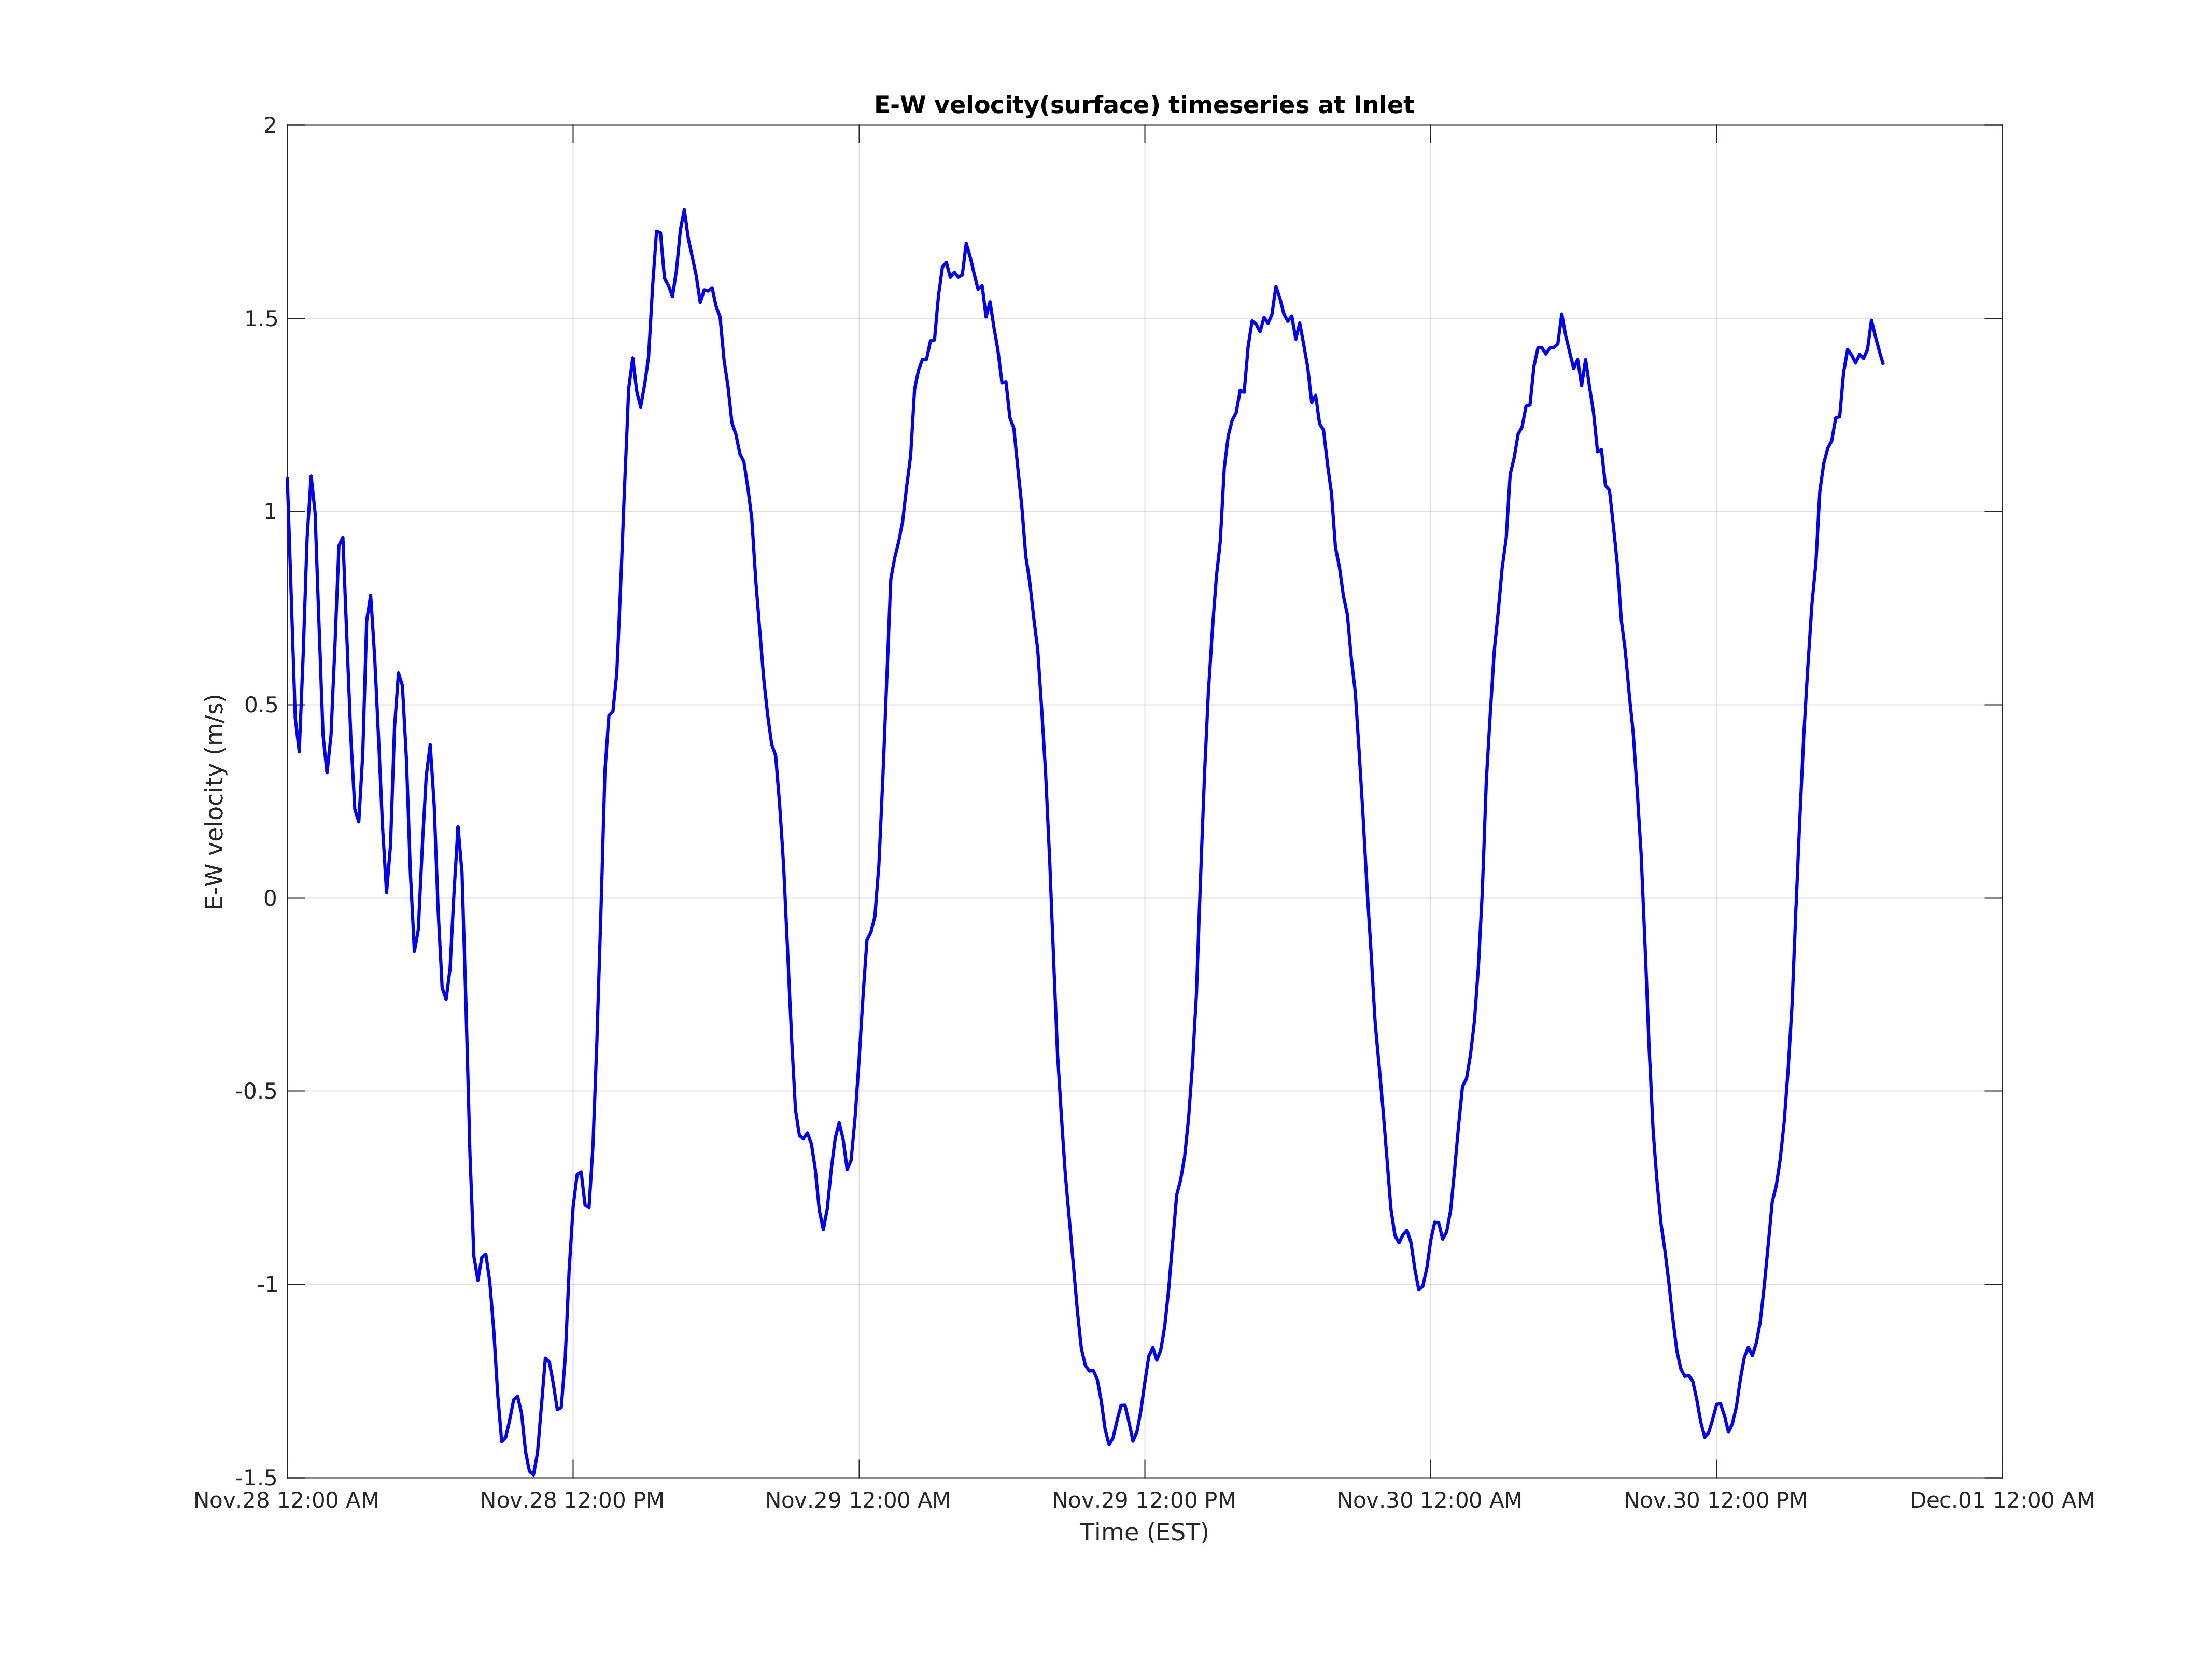 E-W velocity(surface) timeseries at Inlet
2
1.5
1
0.5
0
-0.5
-1
-1.5
E-W velocity (m/s)
Nov.28 12:00 AM Nov.28 12:00 PM Nov.29 12:00 AM Nov.29 12:00 PM Nov.30 12:00 AM Nov.30 12:00 PM Dec.01 12:00 AM
Time (EST)